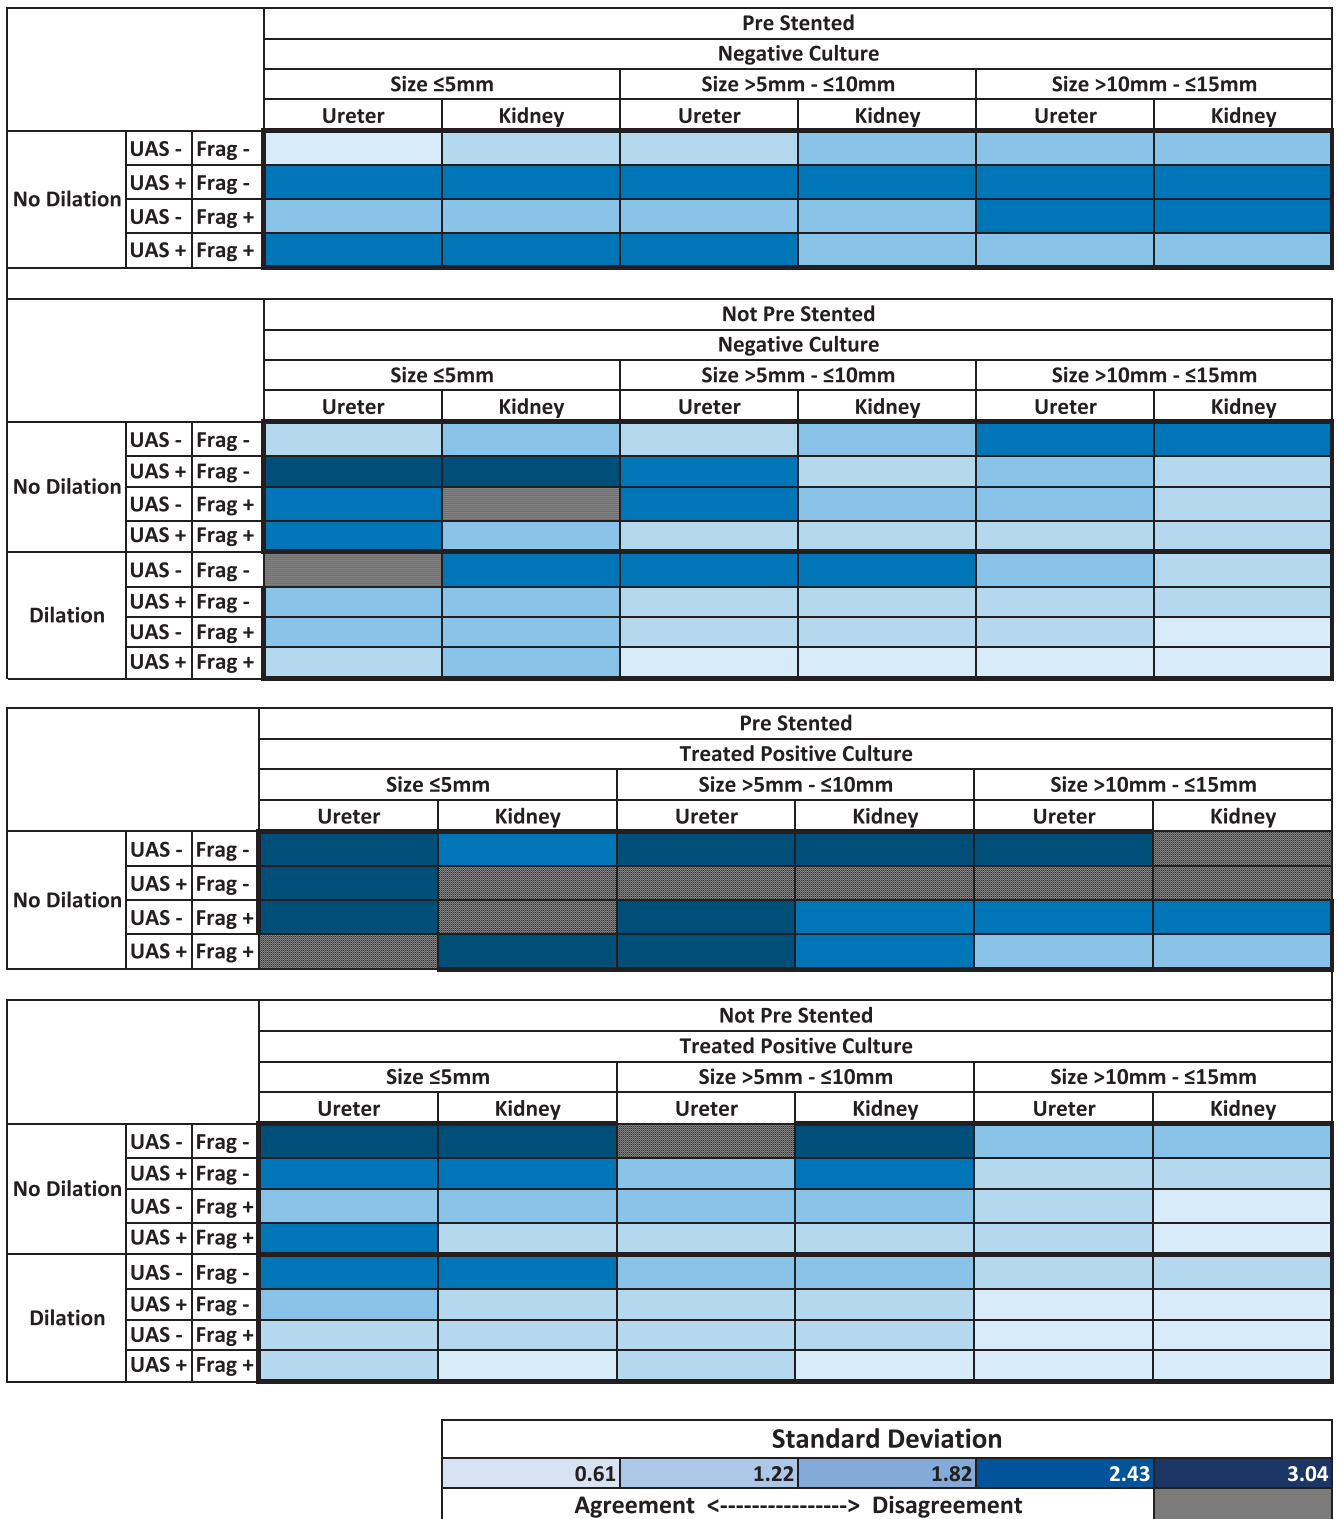 Pre Stented
Negative Culture
Size ≤5mm Size >5mm - ≤10mm Size >10mm - ≤15mm
Ureter Kidney Ureter Kidney Ureter Kidney
No Dilation
UAS - Frag -
UAS + Frag -
UAS - Frag +
UAS + Frag +
Not Pre Stented
Negative Culture
Size ≤5mm Size >5mm - ≤10mm Size >10mm - ≤15mm
Ureter Kidney Ureter Kidney Ureter Kidney
No Dilation
UAS - Frag -
UAS + Frag -
UAS - Frag +
UAS + Frag +
Dilation
UAS - Frag -
UAS + Frag -
UAS - Frag +
UAS + Frag +
Pre Stented
Treated Positive Culture
Size ≤5mm Size >5mm - ≤10mm Size >10mm - ≤15mm
Ureter Kidney Ureter Kidney Ureter Kidney
No Dilation
UAS - Frag -
UAS + Frag -
UAS - Frag +
UAS + Frag +
Not Pre Stented
Treated Positive Culture
Size ≤5mm Size >5mm - ≤10mm Size >10mm - ≤15mm
Ureter Kidney Ureter Kidney Ureter Kidney
No Dilation
UAS - Frag -
UAS + Frag -
UAS - Frag +
UAS + Frag +
Dilation
UAS - Frag -
UAS + Frag -
UAS - Frag +
UAS + Frag +
Standard Deviation
0.61 1.22 1.82 2.43 3.04
Agreement <----------------> Disagreement